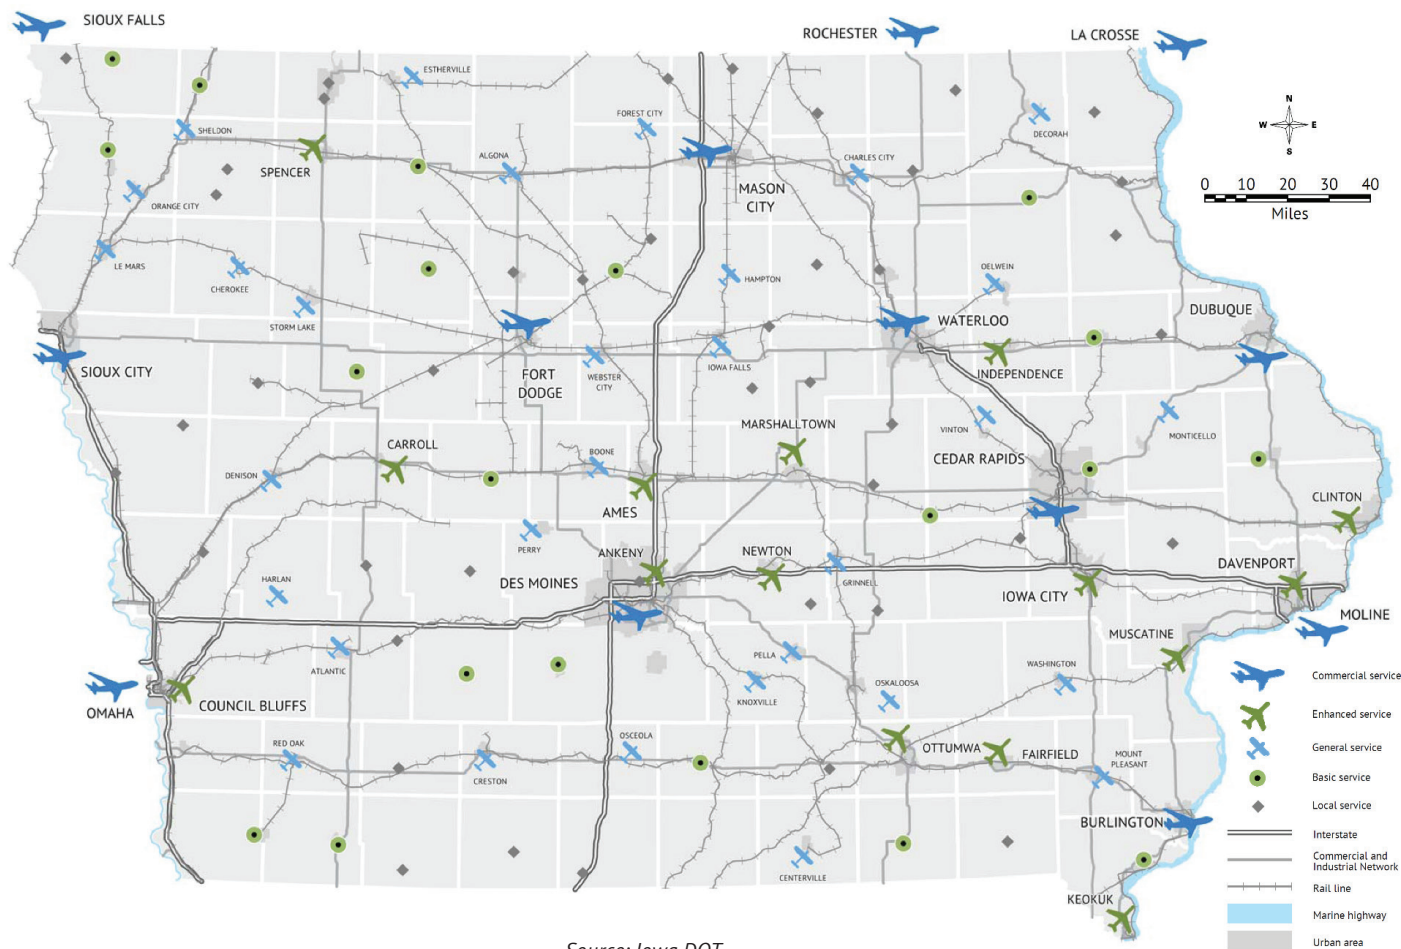 SIOUX FALLS
ROCHESTER
LA CROSSE
ESTHERVILLE
N
W E
S
FOREST CITY
SHELDON
DECORAH
SPENCER
ALGONA
CHARLES CITY
MASON
CITY
0 10 20 30 40
Miles
ORANGE CITY
LE MARS
CHEROKEE
HAMPTON
OELWEIN
STORM LAKE
WATERLOO
DUBUQUE
SIOUX CITY
FORT
DODGE
WEBSTER
CITY
IOWA FALLS
INDEPENDENCE
MARSHALLTOWN
VINTON
MONTICELLO
CARROLL
BOONE
CEDAR RAPIDS
DENISON
AMES
CLINTON
PERRY
ANKENY
NEWTON
DES MOINES
HARLAN
GRINNELL
IOWA CITY
DAVENPORT
MOLINE
MUSCATINE
ATLANTIC
PELLA
WASHINGTON
KNOXVILLE
OSKALOOSA
OMAHA
COUNCIL BLUFFS
RED OAK
CRESTON
OSCEOLA
OTTUMWA
FAIRFIELD
MOUNT
PLEASANT
BURLINGTON
CENTERVILLE
KEOKUK
Commercial service
Enhanced service
General service
Basic service
Local service
Interstate
Commercial and
Industrial Network
Rail line
Marine highway
Urban area
Source: Iowa DOT